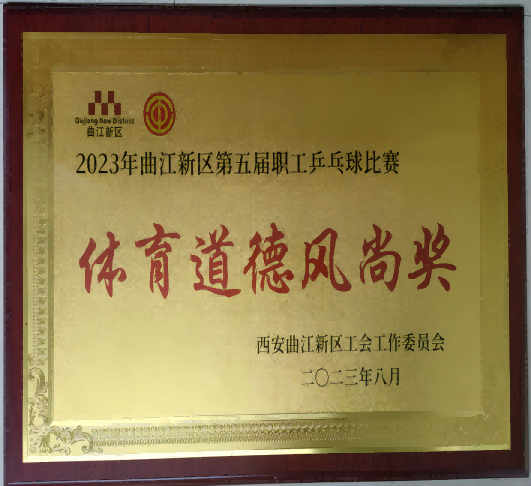 Qujiang New District
曲江新区
2023年曲江新区第五届职工乒乓球比赛
体育道德风尚奖
西安曲江新区工会工作委员会
二〇二三年八月